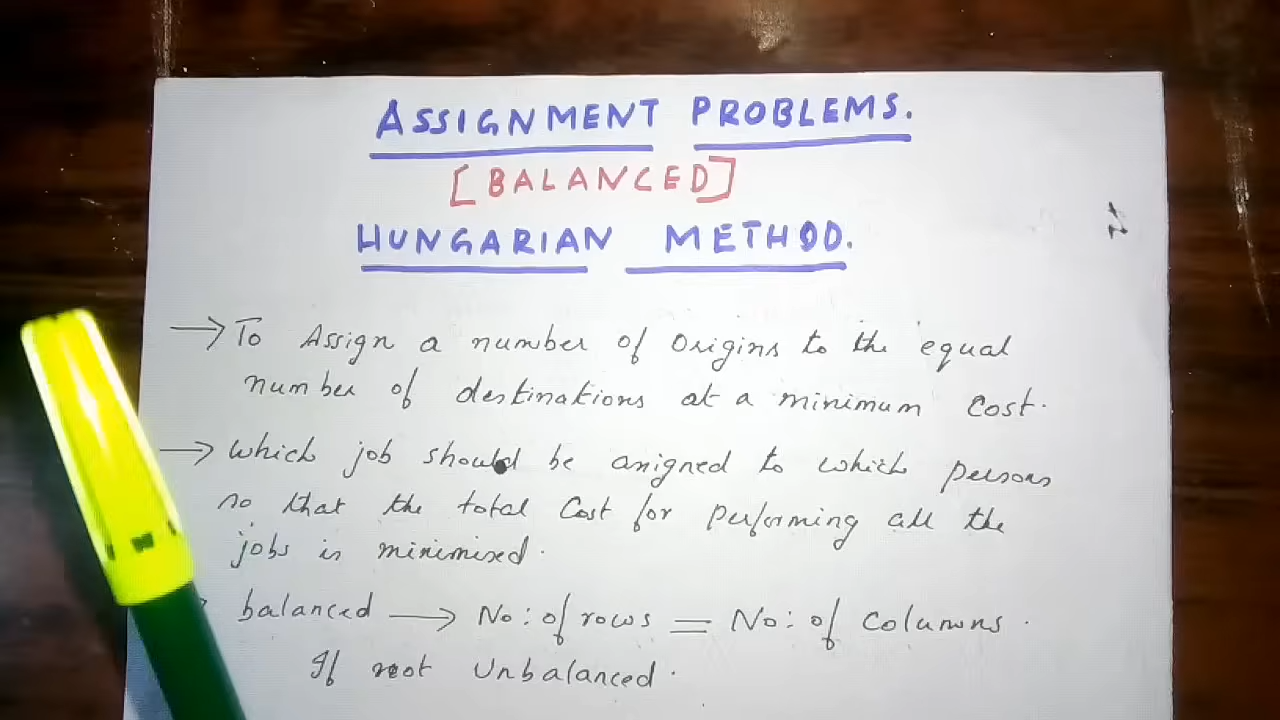 ASSIGNMENT PROBLEMS.
[BALANCED]
HUNGARIAN METHOD.
→ To Assign a number of Origins to the equal
number of destinations at a minimum cost.
→ Which job should be assigned to which persons
so that the total cost for performing all the
jobs is minimised.
balanced → No: of rows = No: of Columns.
If not Unbalanced.